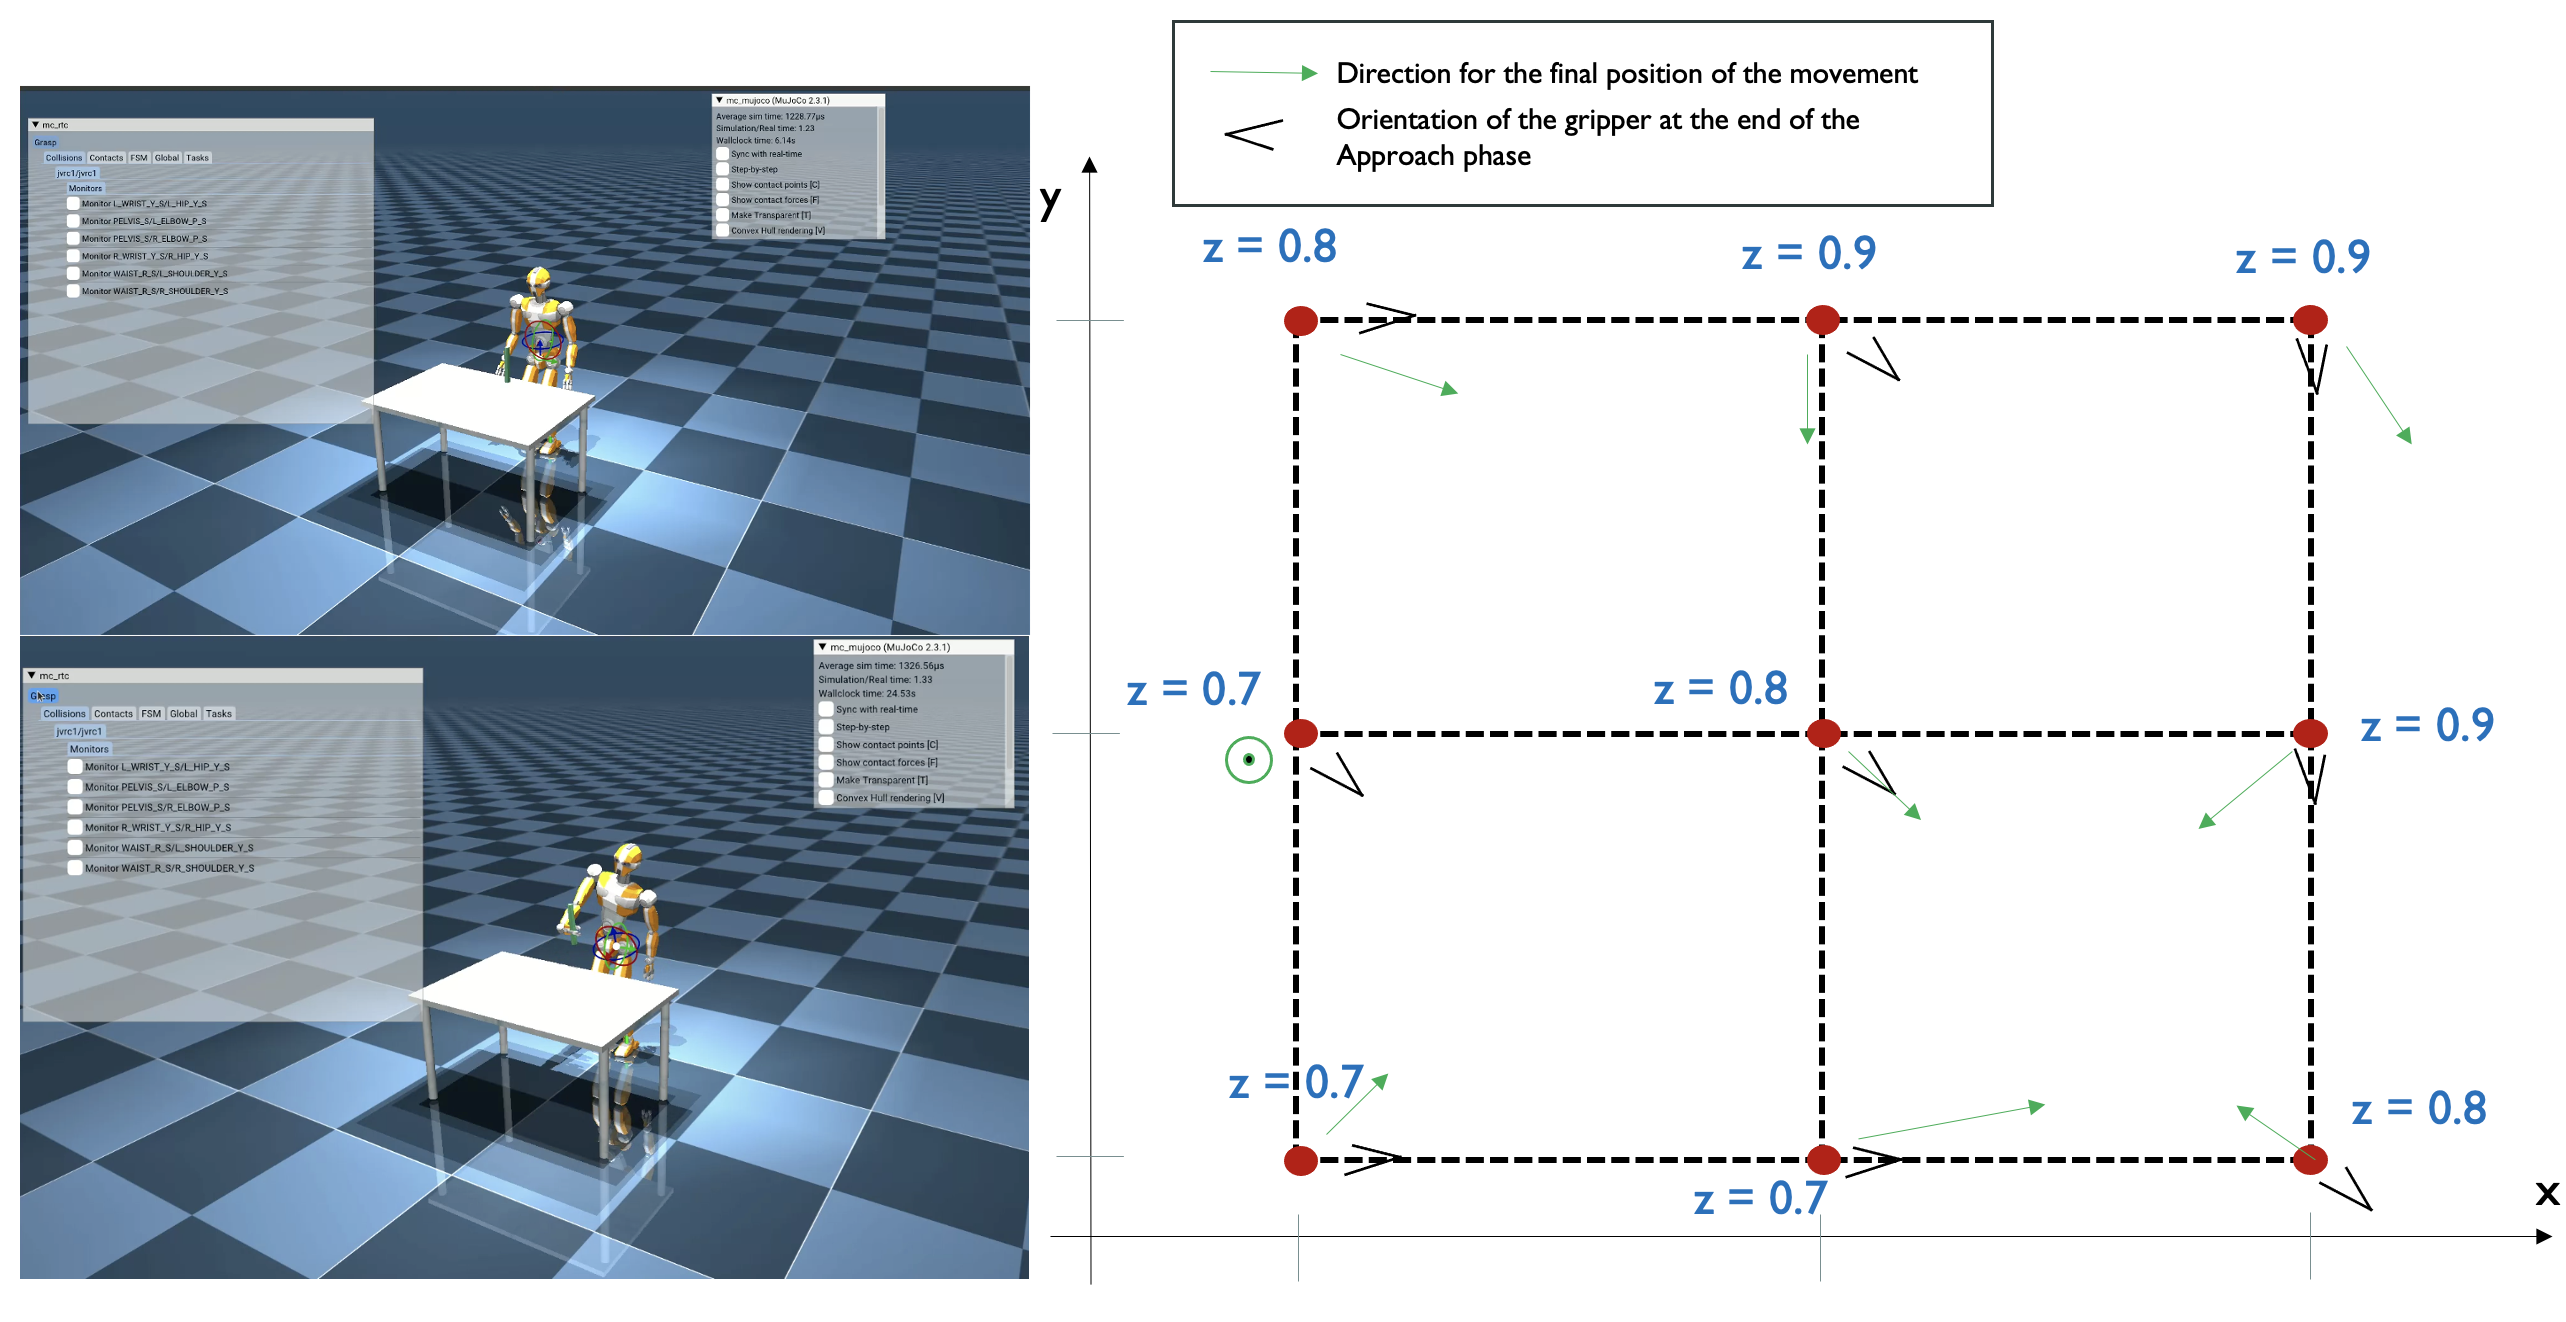 mc_rtc
Grasp
Collisions Contacts FSM Global Tasks
jvrc1/jvrc1
Monitors
Monitor L_WRIST_Y_S/L_HIP_Y_S
Monitor PELVIS_S/L_ELBOW_P_S
Monitor PELVIS_S/R_ELBOW_P_S
Monitor R_WRIST_Y_S/R_HIP_Y_S
Monitor WAIST_R_S/L_SHOULDER_Y_S
Monitor WAIST_R_S/R_SHOULDER_Y_S
mc_mujoco (MuJoCo 2.3.1)
Average sim time: 1228.77µs
Simulation/Real time: 1.23
Wallclock time: 6.14s
Sync with real-time
Step-by-step
Show contact points [C]
Show contact forces [F]
Make Transparent [T]
Convex Hull rendering [V]
mc_rtc
Grasp
Collisions Contacts FSM Global Tasks
jvrc1/jvrc1
Monitors
Monitor L_WRIST_Y_S/L_HIP_Y_S
Monitor PELVIS_S/L_ELBOW_P_S
Monitor PELVIS_S/R_ELBOW_P_S
Monitor R_WRIST_Y_S/R_HIP_Y_S
Monitor WAIST_R_S/L_SHOULDER_Y_S
Monitor WAIST_R_S/R_SHOULDER_Y_S
mc_mujoco (MuJoCo 2.3.1)
Average sim time: 1326.56µs
Simulation/Real time: 1.33
Wallclock time: 24.53s
Sync with real-time
Step-by-step
Show contact points [C]
Show contact forces [F]
Make Transparent [T]
Convex Hull rendering [V]
Direction for the final position of the movement
Orientation of the gripper at the end of the
Approach phase
y
z = 0.8
z = 0.9
z = 0.9
z = 0.7
z = 0.8
z = 0.9
z = 0.7
z = 0.7
z = 0.8
x